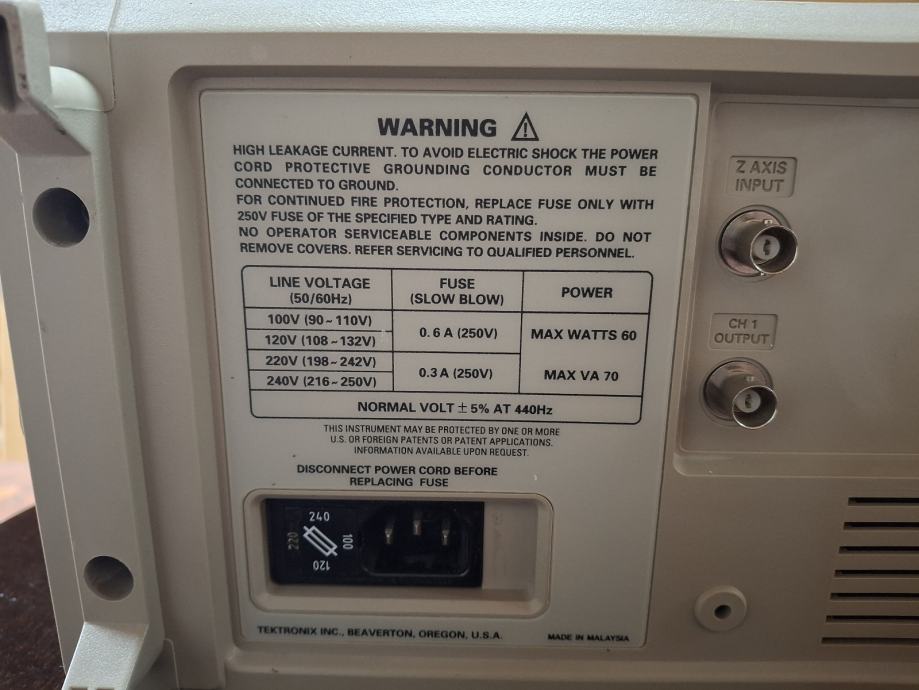 WARNING
HIGH LEAKAGE CURRENT. TO AVOID ELECTRIC SHOCK THE POWER
CORD PROTECTIVE GROUNDING CONDUCTOR MUST BE
CONNECTED TO GROUND.
FOR CONTINUED FIRE PROTECTION, REPLACE FUSE ONLY WITH
250V FUSE OF THE SPECIFIED TYPE AND RATING.
NO OPERATOR SERVICEABLE COMPONENTS INSIDE. DO NOT
REMOVE COVERS. REFER SERVICING TO QUALIFIED PERSONNEL.
LINE VOLTAGE
(50/60Hz)
FUSE
(SLOW BLOW)
POWER
100V (90~110V)
120V (108~132V)
0.6 A (250V)
MAX WATTS 60
220V (198~242V)
240V (216~250V)
0.3 A (250V)
MAX VA 70
NORMAL VOLT ± 5% AT 440Hz
THIS INSTRUMENT MAY BE PROTECTED BY ONE OR MORE
U.S. OR FOREIGN PATENTS OR PATENT APPLICATIONS.
INFORMATION AVAILABLE UPON REQUEST.
DISCONNECT POWER CORD BEFORE
REPLACING FUSE
240
220
100
120
TEKTRONIX INC., BEAVERTON, OREGON, U.S.A.
MADE IN MALAYSIA
Z AXIS
INPUT
CH 1
OUTPUT